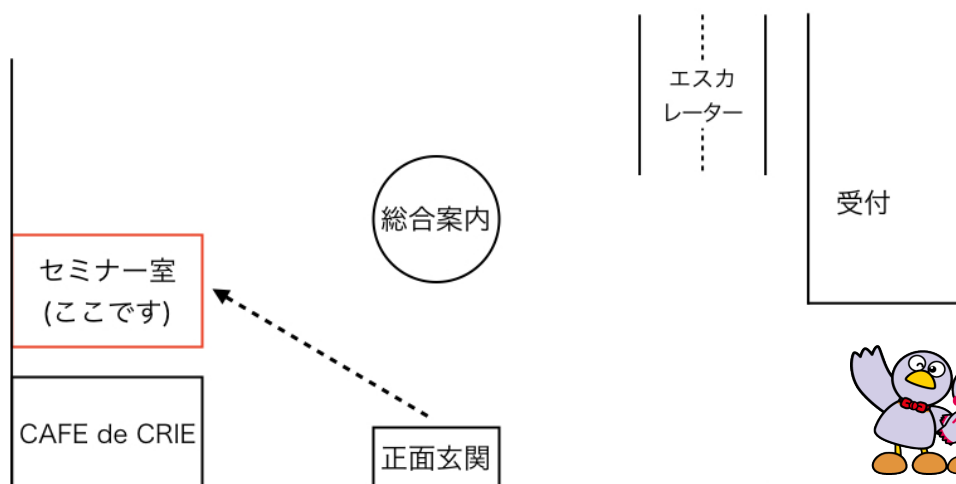 エスカ
レーター
総合案内
受付
セミナー室
(ここです)
CAFE de CRIE
正面玄関